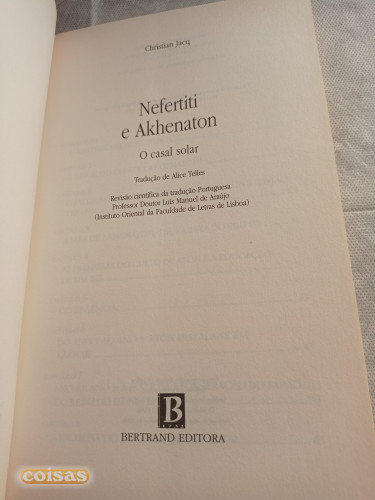 Christian Jacq
Nefertiti
e Akhenaton
O casal solar
Tradução de Alice Telles
Revisão científica da tradução Portuguesa
Professor Doutor Luís Manuel de Araújo
(Instituto Oriental da Faculdade de Letras de Lisboa)
B
BERTRAND EDITORA
coisas